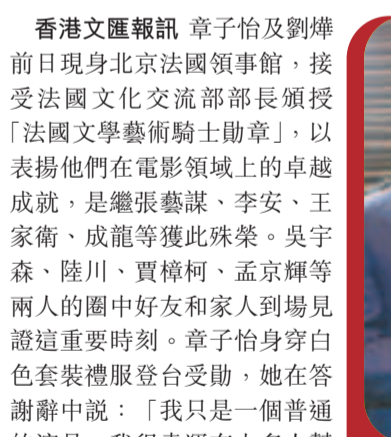 香港文匯報訊 章子怡及劉燁
前日現身北京法國領事館，接
受法國文化交流部部長頒授
「法國文學藝術騎士勛章」，以
表揚他們在電影領域上的卓越
成就，是繼張藝謀、李安、王
家衛、成龍等獲此殊榮。吳宇
森、陸川、賈樟柯、孟京輝等
兩人的圈中好友和家人到場見
證這重要時刻。章子怡身穿白
色套裝禮服登台受勛，她在答
謝辭中說：「我只是一個普通